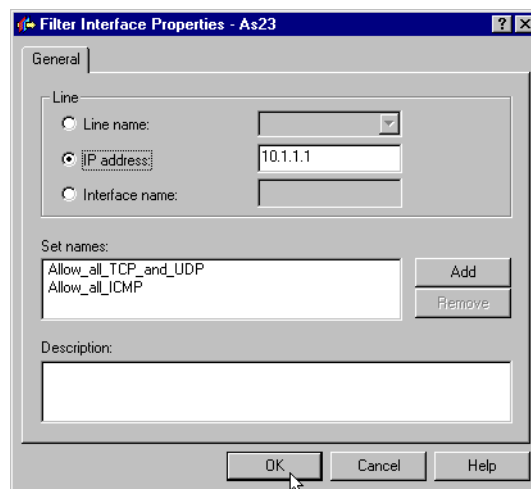 Filter Interface Properties - As23
General
Line
Line name:
IP address: 10.1.1.1
Interface name:
Set names:
Allow_all_TCP_and_UDP
Allow_all_ICMP
Add
Remove
Description:
OK Cancel Help